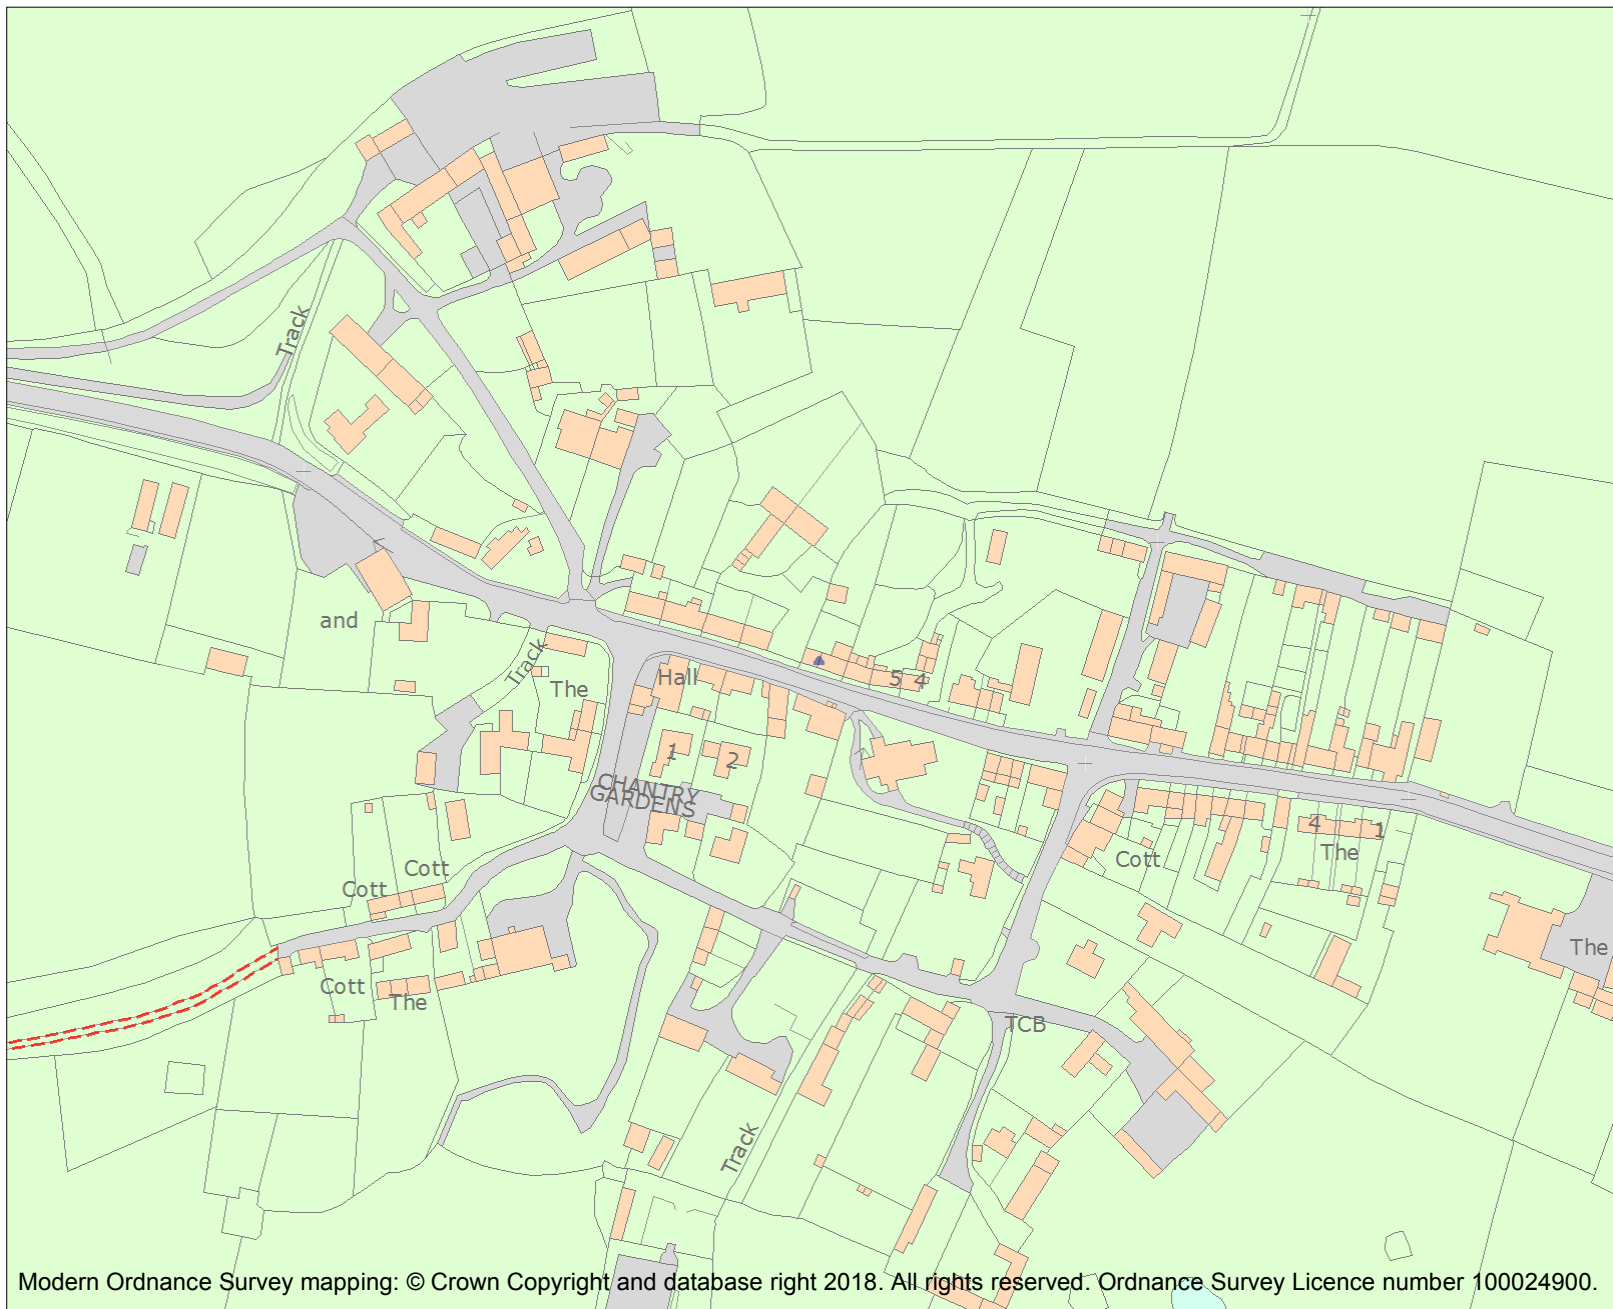 Track
and
Track
The
Hall
5 4
1
2
CHANTRY
GARDENS
4
1
The
Cott
Cott
Cott
The
Cott
The
TCB
Track
Modern Ordnance Survey mapping: © Crown Copyright and database right 2018. All rights reserved. Ordnance Survey Licence number 100024900.